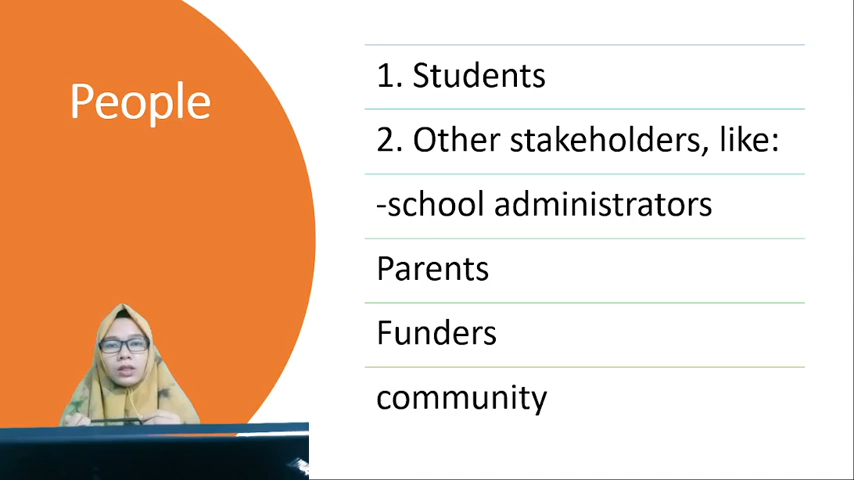 People
1. Students
2. Other stakeholders, like:
-school administrators
Parents
Funders
community